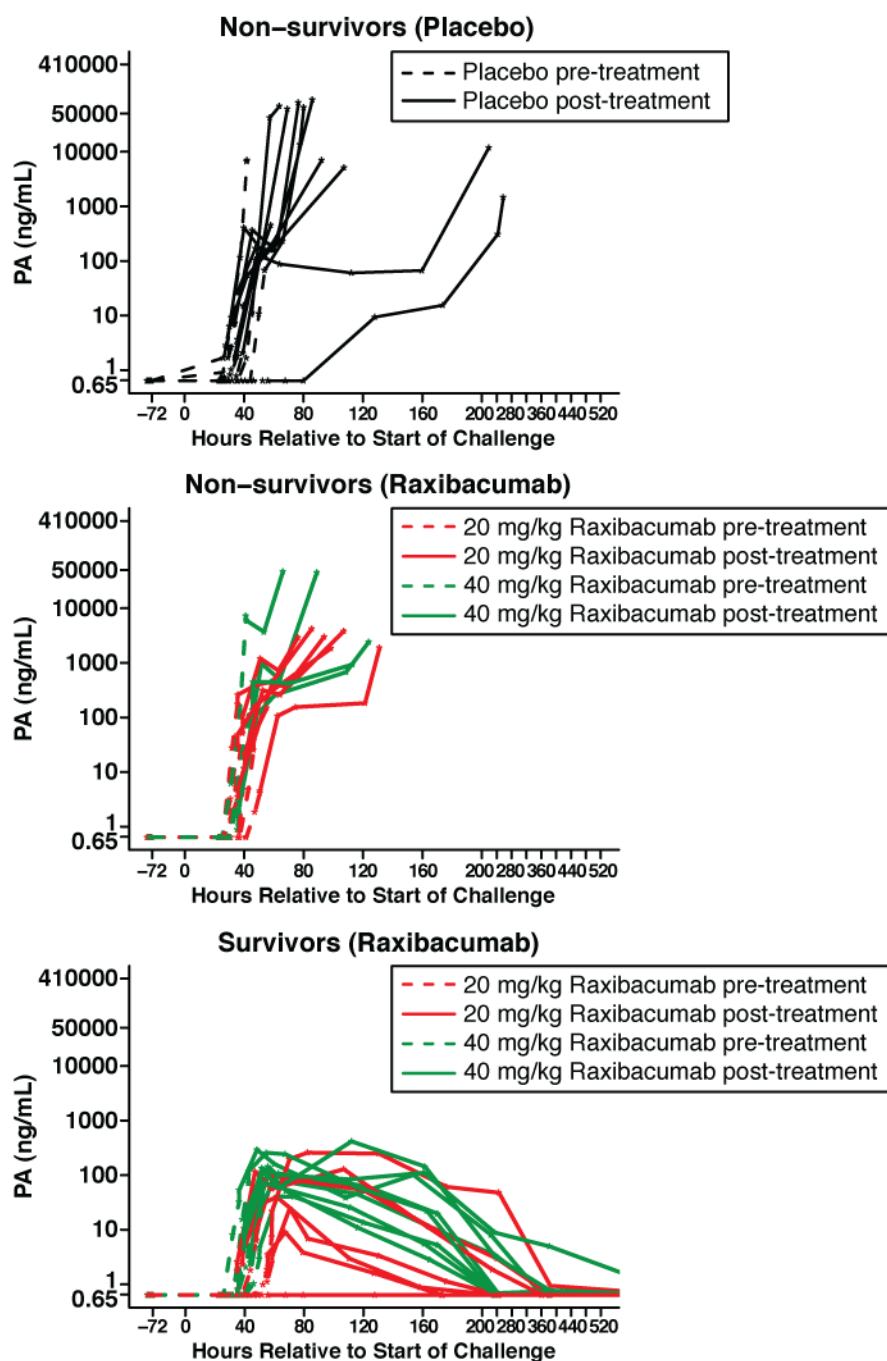 Non–survivors (Placebo)
410000
50000
10000
1000
100
10
1
0.65
PA (ng/mL)
Placebo pre-treatment
Placebo post-treatment
−72 0 40 80 120 160 200 280 360 440 520
Hours Relative to Start of Challenge
Non–survivors (Raxibacumab)
410000
50000
10000
1000
100
10
1
0.65
PA (ng/mL)
20 mg/kg Raxibacumab pre-treatment
20 mg/kg Raxibacumab post-treatment
40 mg/kg Raxibacumab pre-treatment
40 mg/kg Raxibacumab post-treatment
−72 0 40 80 120 160 200 280 360 440 520
Hours Relative to Start of Challenge
Survivors (Raxibacumab)
410000
50000
10000
1000
100
10
1
0.65
PA (ng/mL)
20 mg/kg Raxibacumab pre-treatment
20 mg/kg Raxibacumab post-treatment
40 mg/kg Raxibacumab pre-treatment
40 mg/kg Raxibacumab post-treatment
−72 0 40 80 120 160 200 280 360 440 520
Hours Relative to Start of Challenge